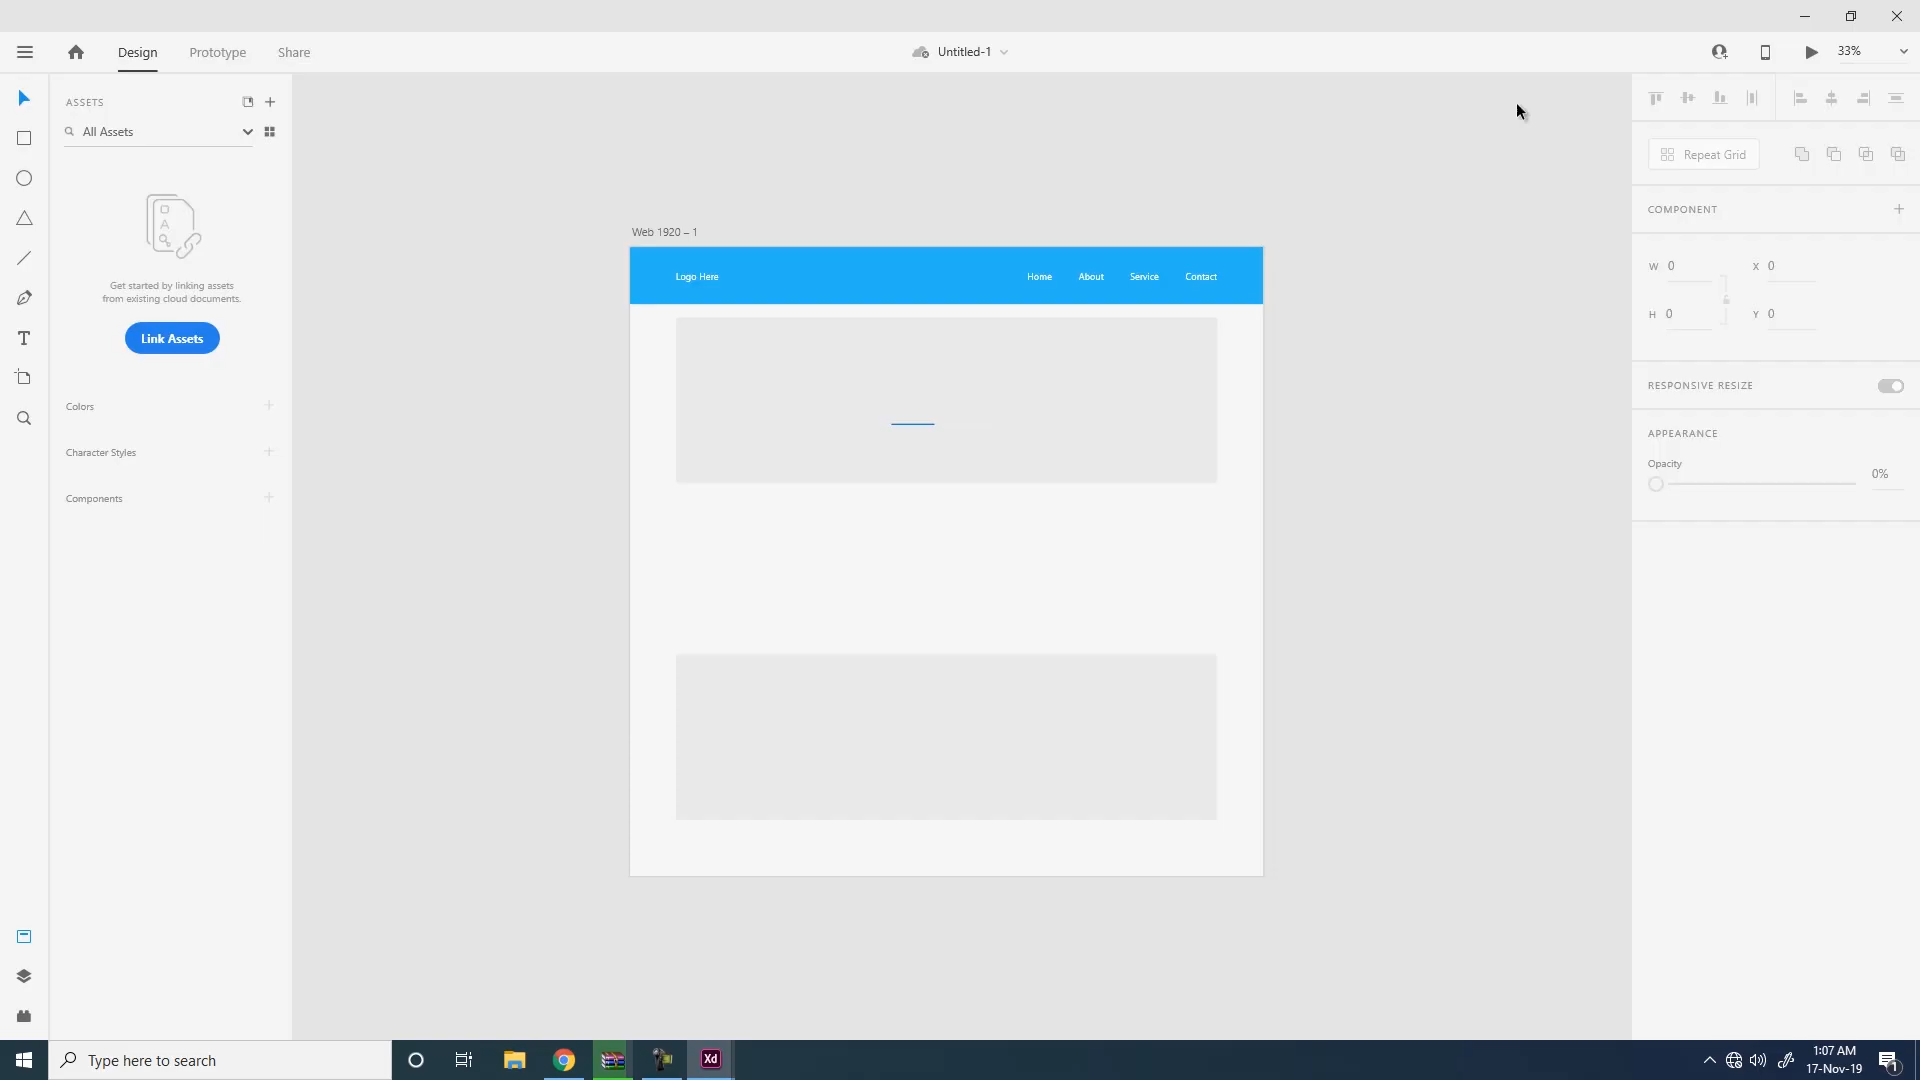 Design
Prototype
Share
Untitled-1
33%
ASSETS
All Assets
A
Get started by linking assets
from existing cloud documents.
Link Assets
Colors
Character Styles
Components
Web 1920 – 1
Logo Here
Home
About
Service
Contact
Repeat Grid
COMPONENT
W 0
X 0
H 0
Y 0
RESPONSIVE RESIZE
APPEARANCE
Opacity
0%
T
Type here to search
Xd
1:07 AM
17-Nov-19
1